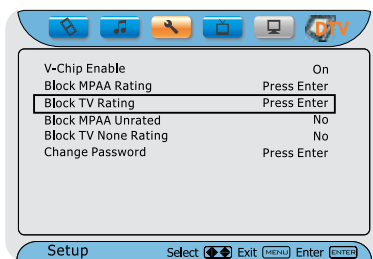 DTV
V-Chip Enable On
Block MPAA Rating Press Enter
Block TV Rating Press Enter
Block MPAA Unrated No
Block TV None Rating No
Change Password Press Enter
Setup Select Exit MENU Enter ENTER